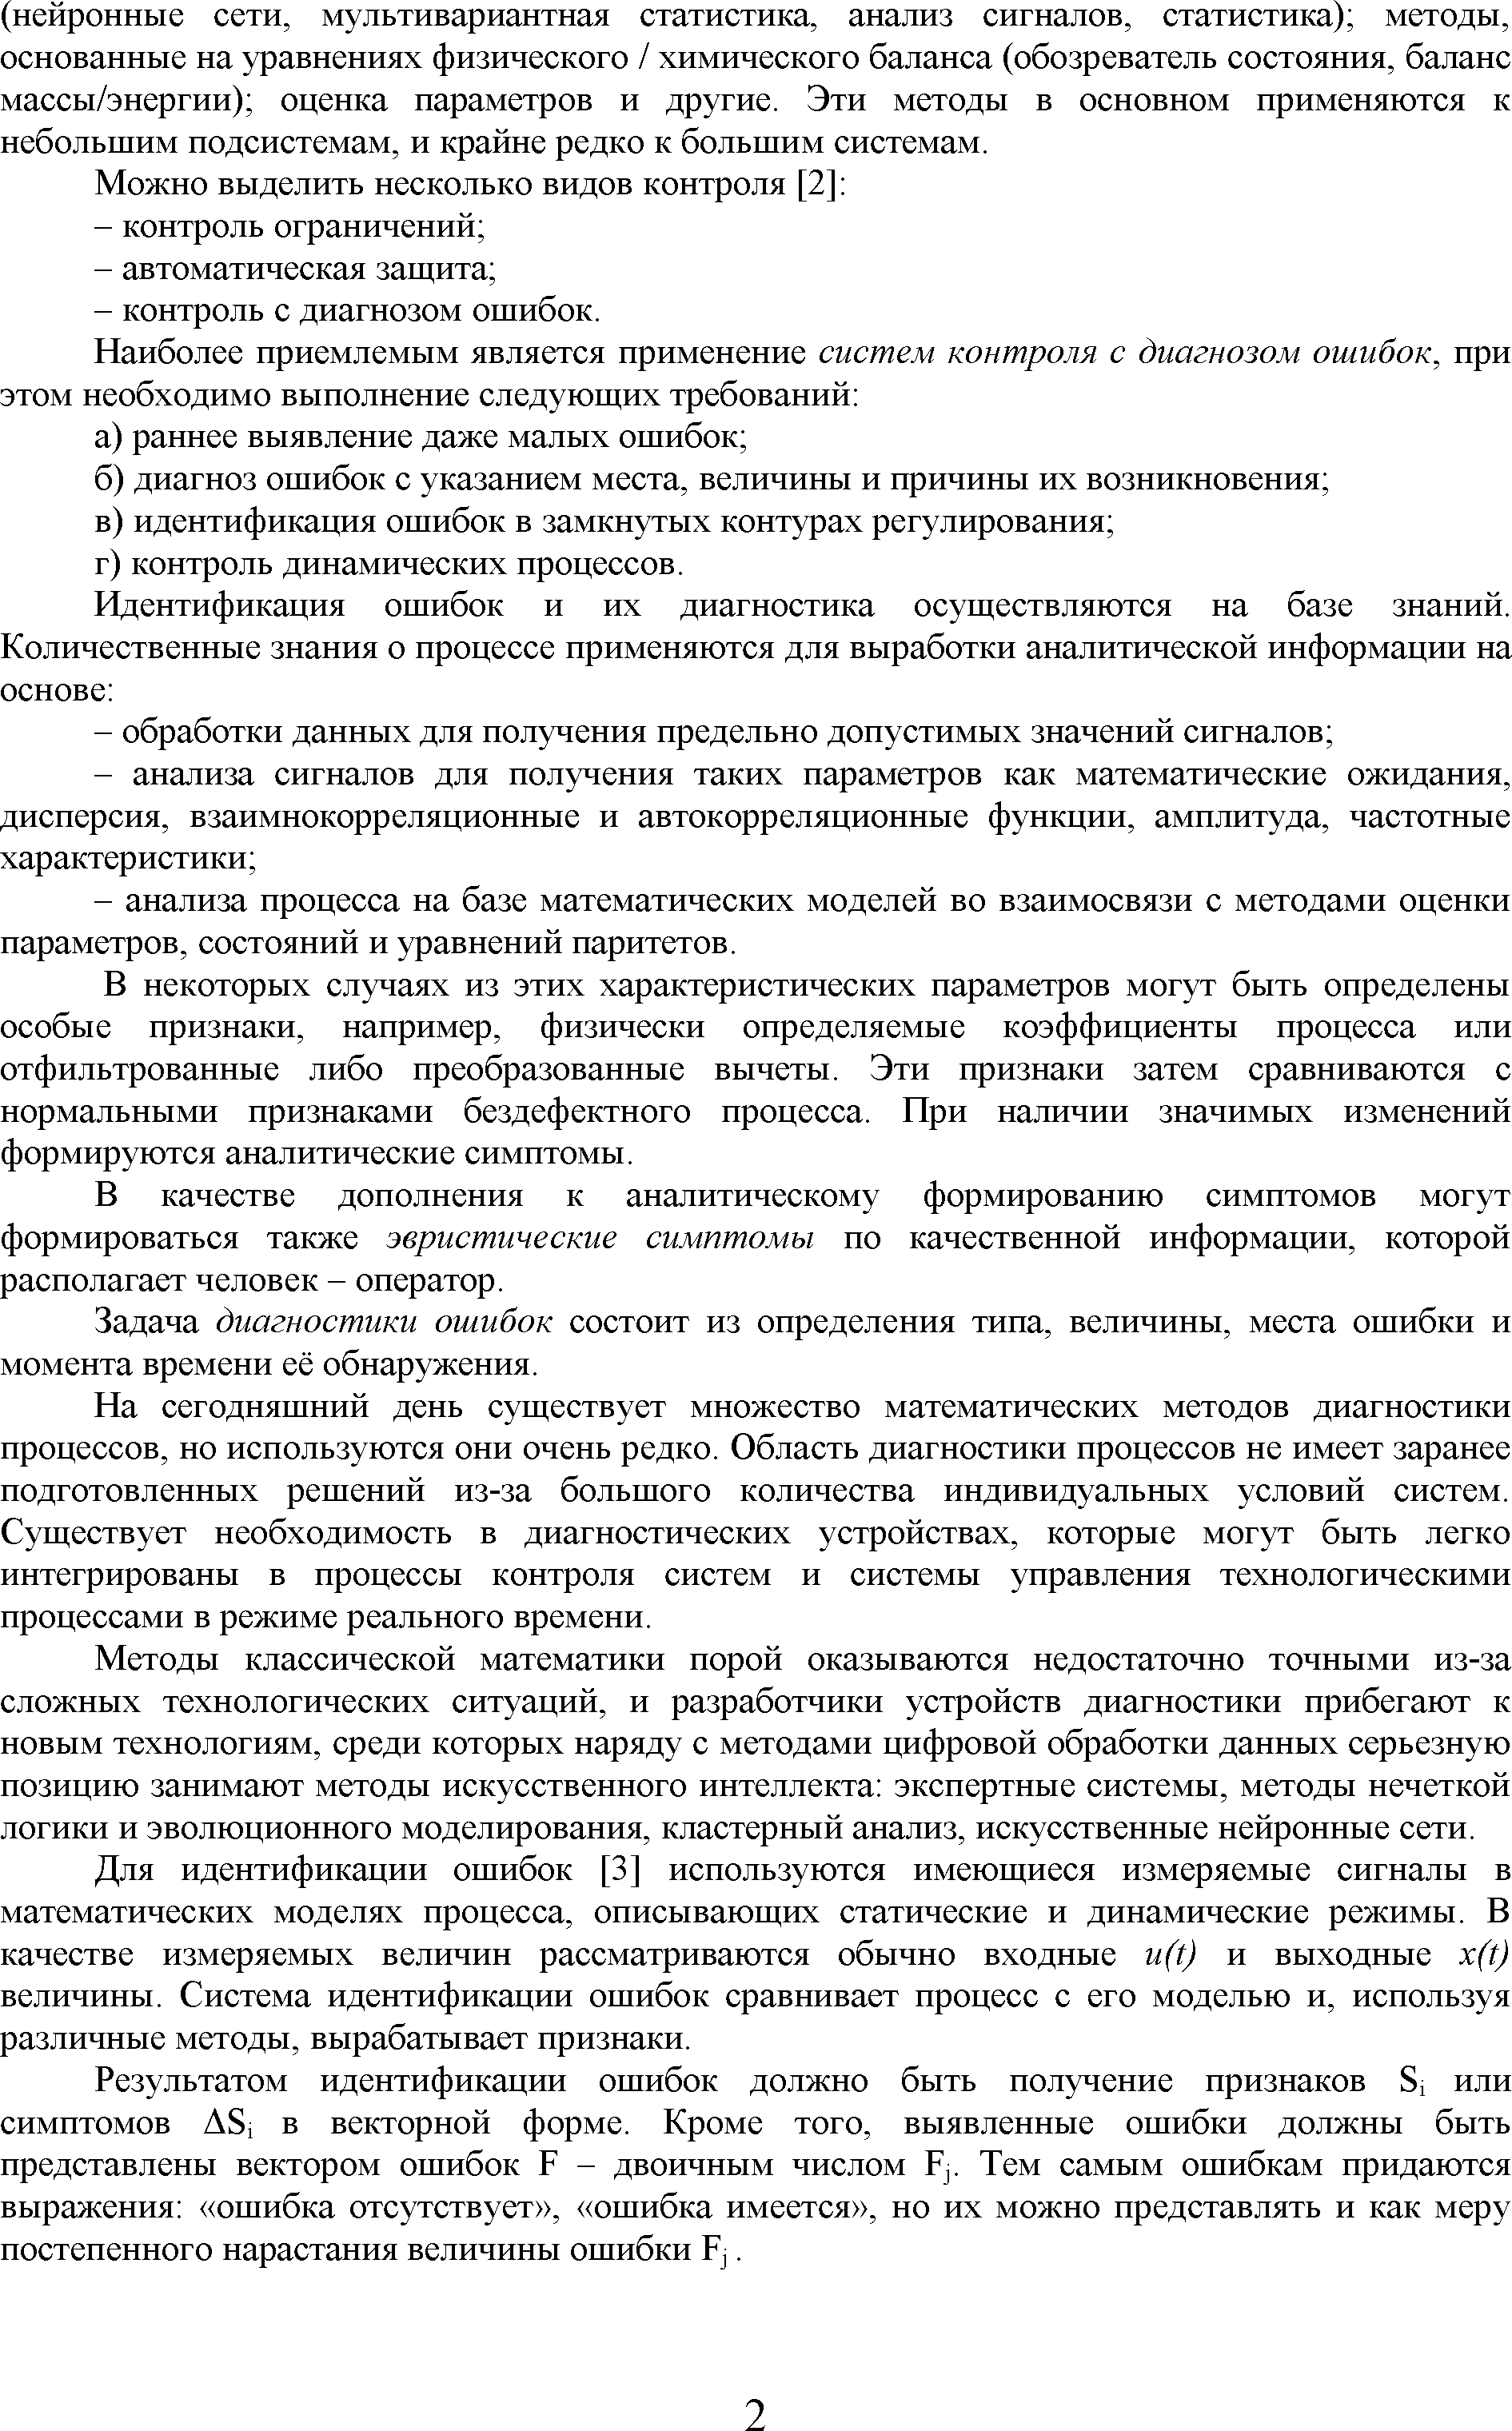 (нейронные сети, мультивариантная статистика, анализ сигналов, статистика); методы,
основанные на уравнениях физического / химического баланса (обозреватель состояния, баланс
массы/энергии); оценка параметров и другие. Эти методы в основном применяются к
небольшим подсистемам, и крайне редко к большим системам.
Можно выделить несколько видов контроля [2]:
– контроль ограничений;
– автоматическая защита;
– контроль с диагнозом ошибок.
Наиболее приемлемым является применение систем контроля с диагнозом ошибок, при
этом необходимо выполнение следующих требований:
а) раннее выявление даже малых ошибок;
б) диагноз ошибок с указанием места, величины и причины их возникновения;
в) идентификация ошибок в замкнутых контурах регулирования;
г) контроль динамических процессов.
Идентификация ошибок и их диагностика осуществляются на базе знаний.
Количественные знания о процессе применяются для выработки аналитической информации на
основе:
– обработки данных для получения предельно допустимых значений сигналов;
– анализа сигналов для получения таких параметров как математические ожидания,
дисперсия, взаимнокорреляционные и автокорреляционные функции, амплитуда, частотные
характеристики;
– анализа процесса на базе математических моделей во взаимосвязи с методами оценки
параметров, состояний и уравнений паритетов.
В некоторых случаях из этих характеристических параметров могут быть определены
особые признаки, например, физически определяемые коэффициенты процесса или
отфильтрованные либо преобразованные вычеты. Эти признаки затем сравниваются с
нормальными признаками бездефектного процесса. При наличии значимых изменений
формируются аналитические симптомы.
В качестве дополнения к аналитическому формированию симптомов могут
формироваться также эвристические симптомы по качественной информации, которой
располагает человек – оператор.
Задача диагностики ошибок состоит из определения типа, величины, места ошибки и
момента времени её обнаружения.
На сегодняшний день существует множество математических методов диагностики
процессов, но используются они очень редко. Область диагностики процессов не имеет заранее
подготовленных решений из-за большого количества индивидуальных условий систем.
Существует необходимость в диагностических устройствах, которые могут быть легко
интегрированы в процессы контроля систем и системы управления технологическими
процессами в режиме реального времени.
Методы классической математики порой оказываются недостаточно точными из-за
сложных технологических ситуаций, и разработчики устройств диагностики прибегают к
новым технологиям, среди которых наряду с методами цифровой обработки данных серьезную
позицию занимают методы искусственного интеллекта: экспертные системы, методы нечеткой
логики и эволюционного моделирования, кластерный анализ, искусственные нейронные сети.
Для идентификации ошибок [3] используются имеющиеся измеряемые сигналы в
математических моделях процесса, описывающих статические и динамические режимы. В
качестве измеряемых величин рассматриваются обычно входные u(t) и выходные x(t)
величины. Система идентификации ошибок сравнивает процесс с его моделью и, используя
различные методы, вырабатывает признаки.
Результатом идентификации ошибок должно быть получение признаков Si или
симптомов ΔSi в векторной форме. Кроме того, выявленные ошибки должны быть
представлены вектором ошибок F – двоичным числом Fj. Тем самым ошибкам придаются
выражения: «ошибка отсутствует», «ошибка имеется», но их можно представлять и как меру
постепенного нарастания величины ошибки Fj .
2